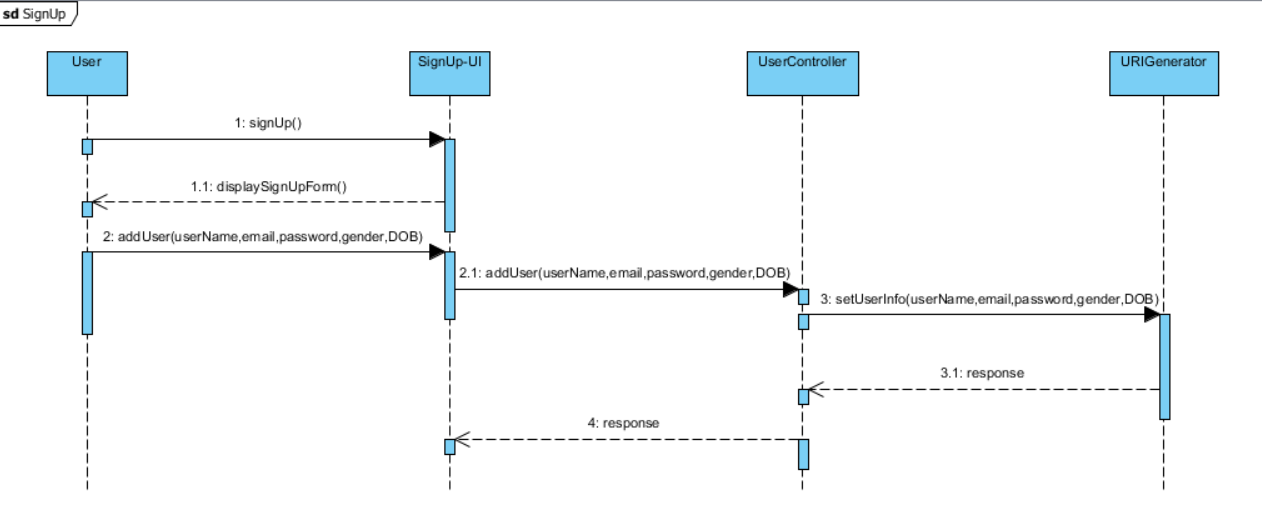 sd SignUp
User
SignUp-UI
UserController
URIGenerator
1: signUp()
1.1: displaySignUpForm()
2: addUser(userName,email,password,gender,DOB)
2.1: addUser(userName,email,password,gender,DOB)
3: setUserInfo(userName,email,password,gender,DOB)
3.1: response
4: response